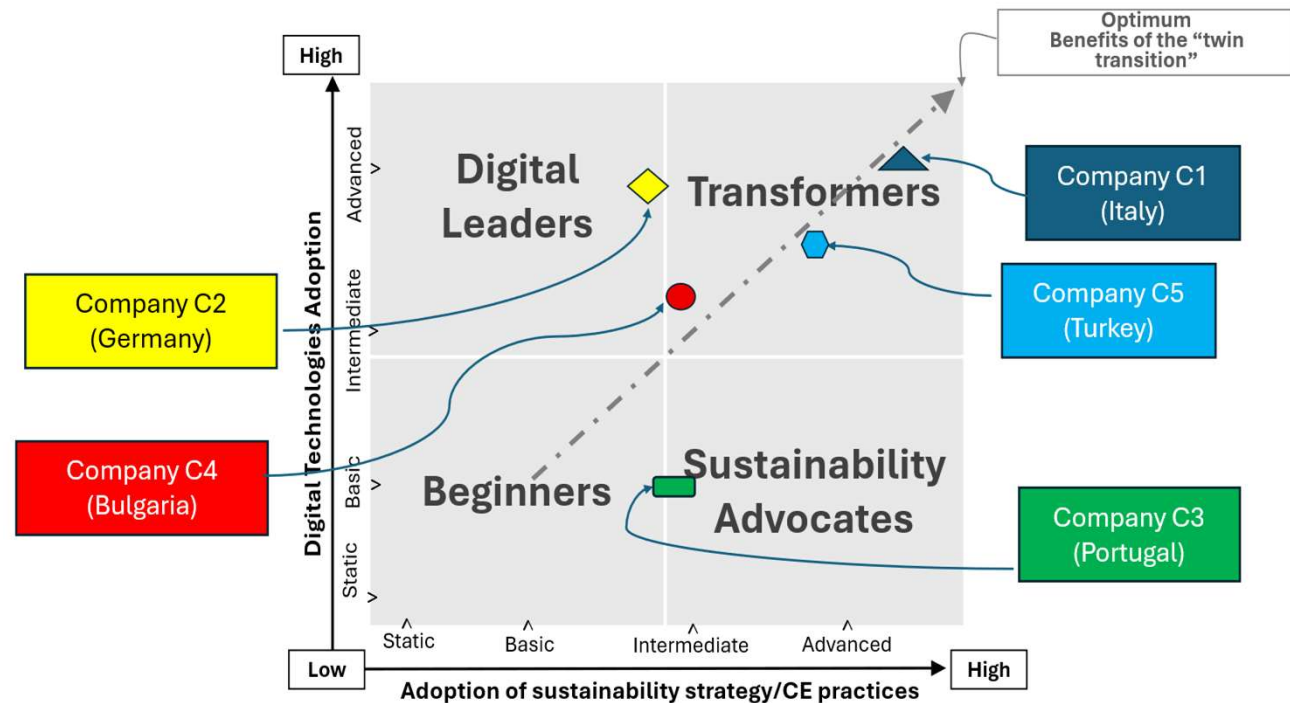 Optimum
Benefits of the “twin
transition”
High
Digital Technologies Adoption
Advanced
Intermediate
Basic
Static
Digital
Leaders
Transformers
Beginners
Sustainability
Advocates
Company C1
(Italy)
Company C2
(Germany)
Company C5
(Turkey)
Company C4
(Bulgaria)
Company C3
(Portugal)
Static
Basic
Intermediate
Advanced
Low
High
Adoption of sustainability strategy/CE practices